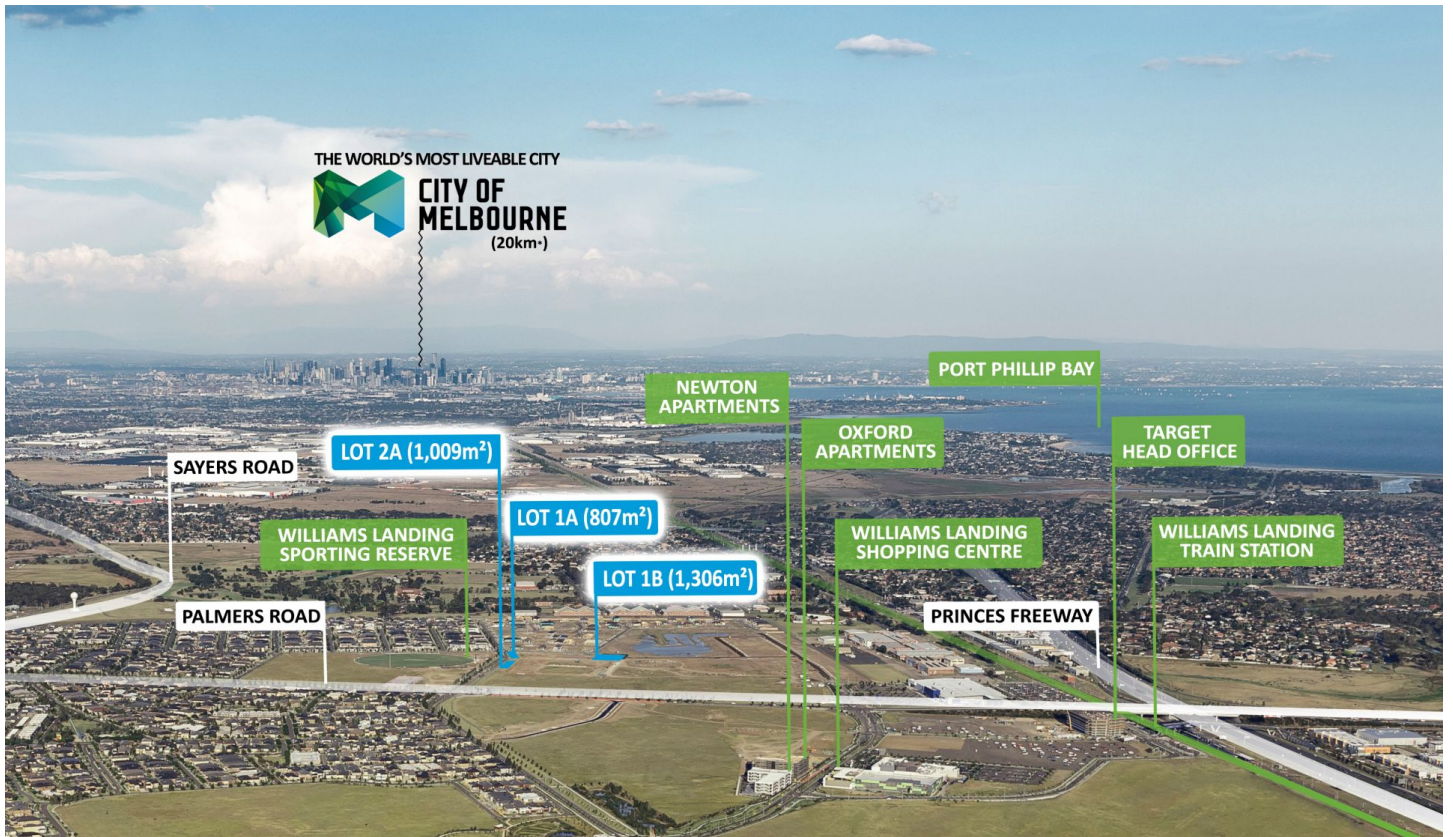 THE WORLD'S MOST LIVEABLE CITY
CITY OF
MELBOURNE
(20km*)
PORT PHILLIP BAY
NEWTON
APARTMENTS
OXFORD
APARTMENTS
TARGET
HEAD OFFICE
LOT 2A (1,009m²)
SAYERS ROAD
LOT 1A (807m²)
WILLIAMS LANDING
SPORTING RESERVE
WILLIAMS LANDING
SHOPPING CENTRE
WILLIAMS LANDING
TRAIN STATION
LOT 1B (1,306m²)
PALMERS ROAD
PRINCES FREEWAY